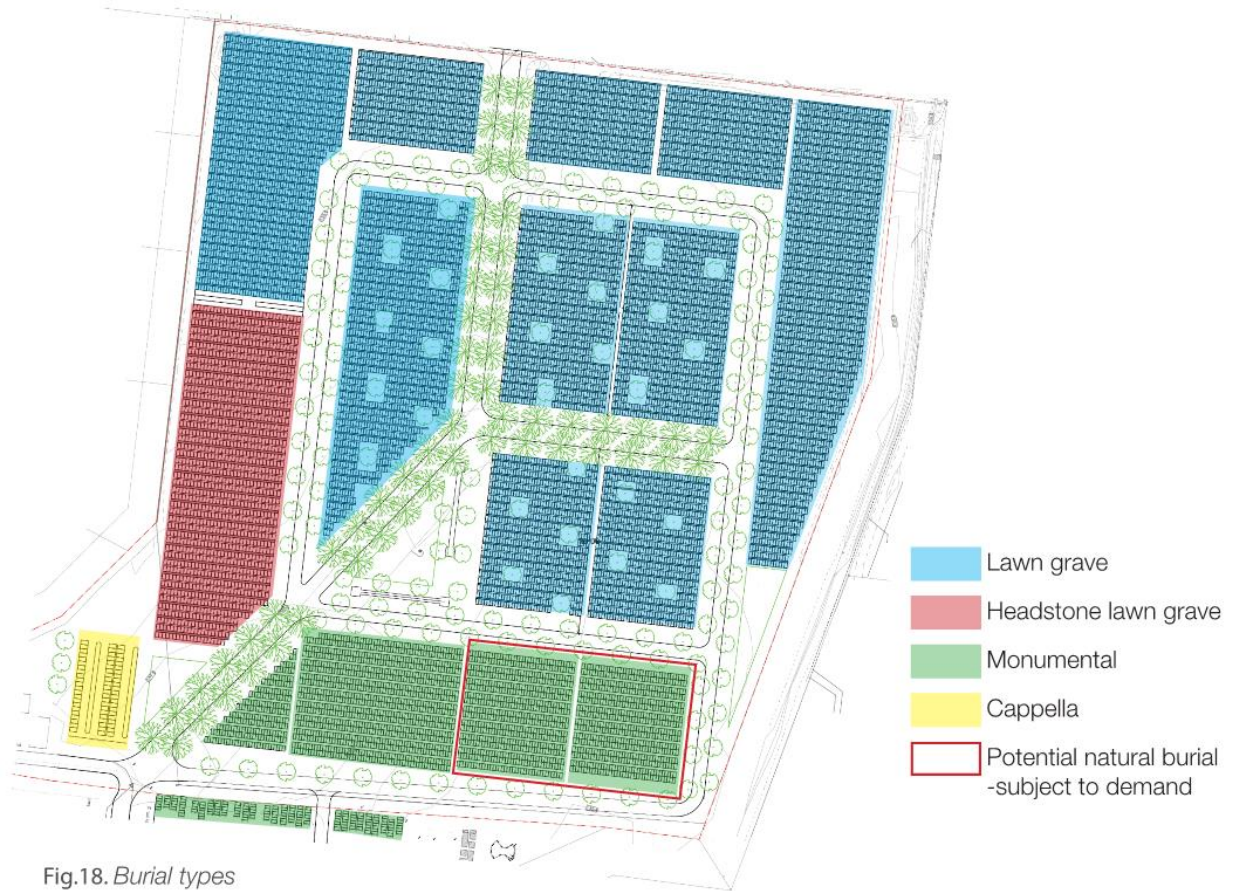 Lawn grave
Headstone lawn grave
Monumental
Cappella
Potential natural burial
-subject to demand
Fig.18. Burial types